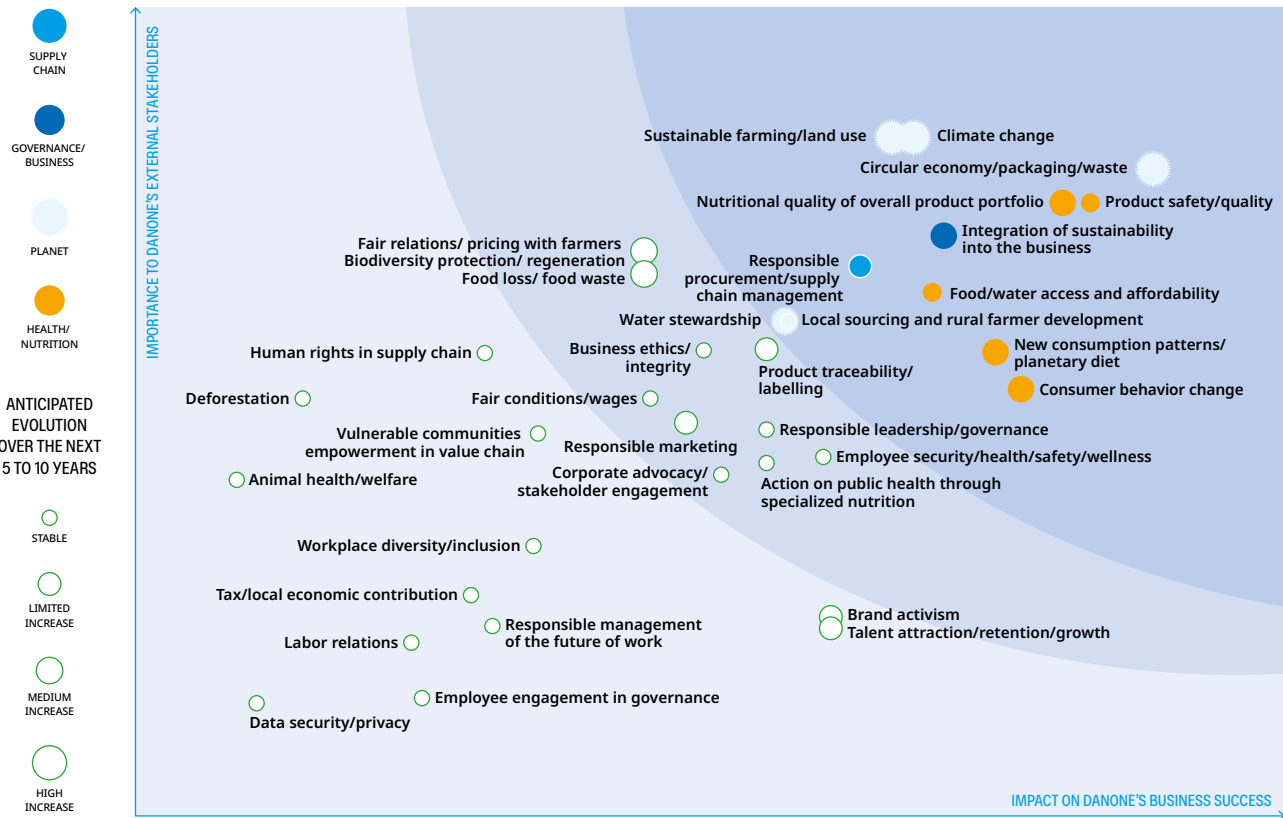 SUPPLY
CHAIN
GOVERNANCE/
BUSINESS
PLANET
HEALTH/
NUTRITION
ANTICIPATED
EVOLUTION
OVER THE NEXT
5 TO 10 YEARS
STABLE
LIMITED
INCREASE
MEDIUM
INCREASE
HIGH
INCREASE
IMPORTANCE TO DANONE'S EXTERNAL STAKEHOLDERS
Sustainable farming/land use
Climate change
Circular economy/packaging/waste
Nutritional quality of overall product portfolio
Product safety/quality
Integration of sustainability
into the business
Fair relations/ pricing with farmers
Biodiversity protection/ regeneration
Food loss/ food waste
Responsible
procurement/supply
chain management
Food/water access and affordability
Water stewardship
Local sourcing and rural farmer development
Human rights in supply chain
Business ethics/
integrity
Product traceability/
labelling
New consumption patterns/
planetary diet
Consumer behavior change
Deforestation
Fair conditions/wages
Vulnerable communities
empowerment in value chain
Responsible marketing
Responsible leadership/governance
Employee security/health/safety/wellness
Animal health/welfare
Corporate advocacy/
stakeholder engagement
Action on public health through
specialized nutrition
Workplace diversity/inclusion
Tax/local economic contribution
Responsible management
of the future of work
Labor relations
Brand activism
Talent attraction/retention/growth
Employee engagement in governance
Data security/privacy
IMPACT ON DANONE'S BUSINESS SUCCESS